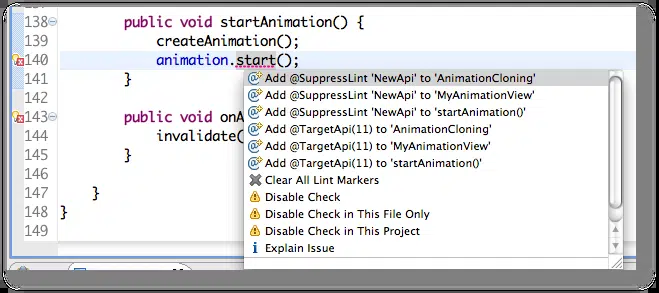 138 public void startAnimation() {
139 createAnimation();
140 animation.start();
141 }
142
143 public void onA
144 invalidate(
145 }
146
147 }
148 }
149
Add @SuppressLint 'NewApi' to 'AnimationCloning'
Add @SuppressLint 'NewApi' to 'MyAnimationView'
Add @SuppressLint 'NewApi' to 'startAnimation()'
Add @TargetApi(11) to 'AnimationCloning'
Add @TargetApi(11) to 'MyAnimationView'
Add @TargetApi(11) to 'startAnimation()'
Clear All Lint Markers
Disable Check
Disable Check in This File Only
Disable Check in This Project
Explain Issue